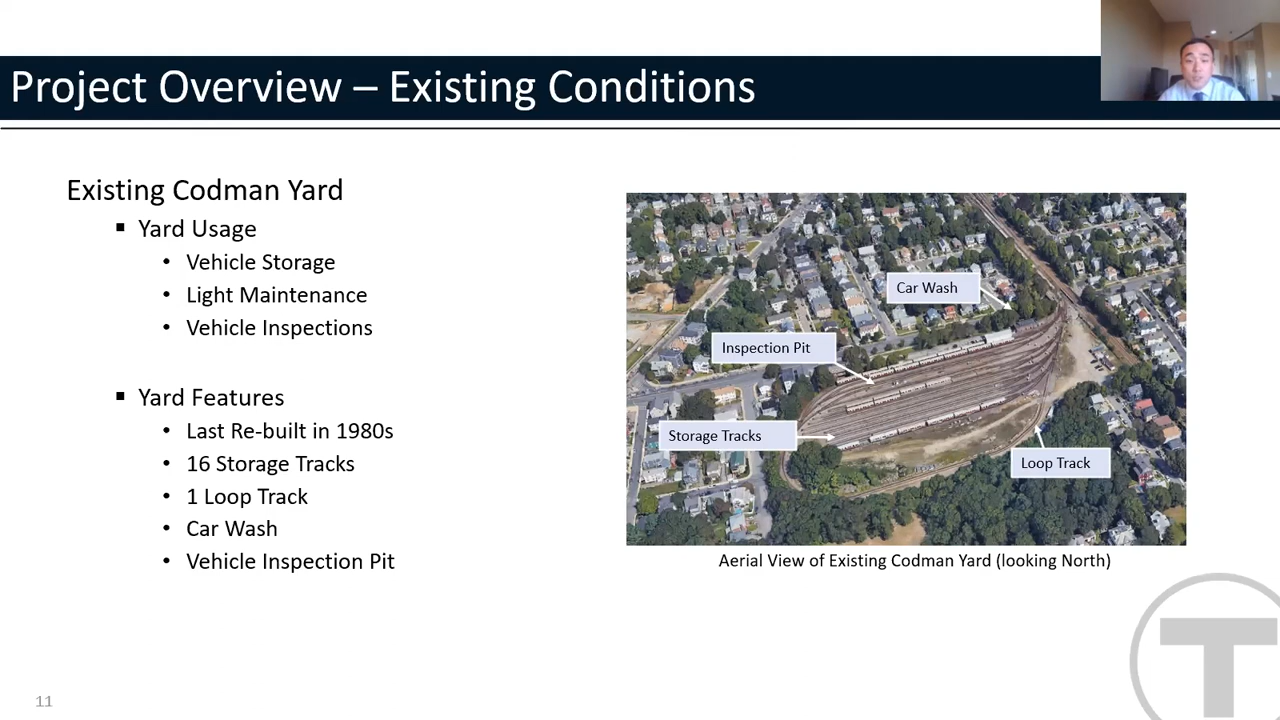 Project Overview – Existing Conditions
Existing Codman Yard
▪ Yard Usage
• Vehicle Storage
• Light Maintenance
• Vehicle Inspections
▪ Yard Features
• Last Re-built in 1980s
• 16 Storage Tracks
• 1 Loop Track
• Car Wash
• Vehicle Inspection Pit
Car Wash
Inspection Pit
Storage Tracks
Loop Track
Aerial View of Existing Codman Yard (looking North)
T
11